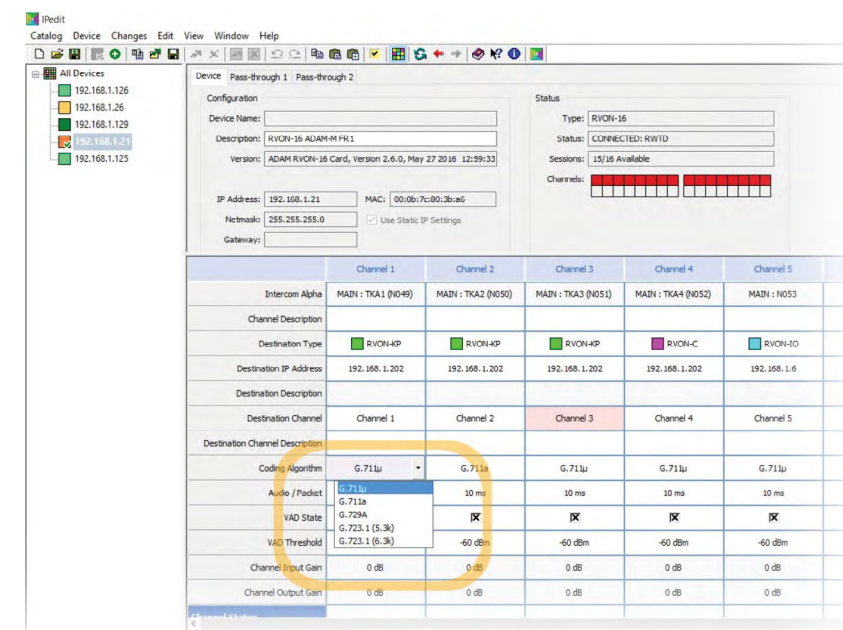 IPedit
Catalog Device Changes Edit View Window Help
All Devices
192.168.1.126
192.168.1.26
192.168.1.129
192.168.1.21
192.168.1.125
Device Pass-through 1 Pass-through 2
Configuration
Device Name:
Description: RVON-16 ADAM-M FR1
Version: ADAM RVON-16 Card, Version 2.6.0, May 27 2016 12:59:33
IP Address: 192.168.1.21 MAC: 00:0b:7c:80:3b:a6
Netmask: 255.255.255.0 Use Static IP Settings
Gateway:
Status
Type: RVON-16
Status: CONNECTED: RWTD
Sessions: 15/16 Available
Channels:
Channel 1 Channel 2 Channel 3 Channel 4 Channel 5
Intercom Alpha MAIN : TKA1 (N049) MAIN : TKA2 (N050) MAIN : TKA3 (N051) MAIN : TKA4 (N052) MAIN : N053
Channel Description
Destination Type RVON-KP RVON-KP RVON-KP RVON-C RVON-IO
Destination IP Address 192.168.1.202 192.168.1.202 192.168.1.202 192.168.1.202 192.168.1.6
Destination Description
Destination Channel Channel 1 Channel 2 Channel 3 Channel 4 Channel 5
Destination Channel Description
Coding Algorithm G.711µ G.711a G.711µ G.711µ G.711µ
Audio / Packet 10 ms 10 ms 10 ms 10 ms
VAD State
VAD Threshold -60 dBm -60 dBm -60 dBm -60 dBm
G.711µ
G.711a
G.729A
G.723.1 (5.3k)
G.723.1 (6.3k)
Channel Input Gain 0 dB 0 dB 0 dB 0 dB 0 dB
Channel Output Gain 0 dB 0 dB 0 dB 0 dB 0 dB
Channel Status